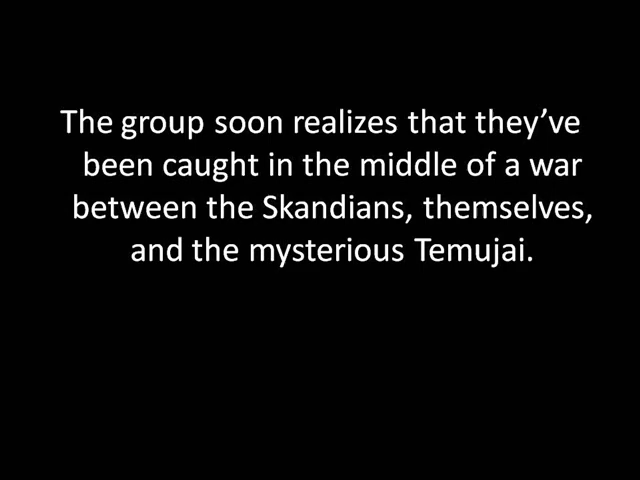 The group soon realizes that they’ve
been caught in the middle of a war
between the Skandians, themselves,
and the mysterious Temujai.